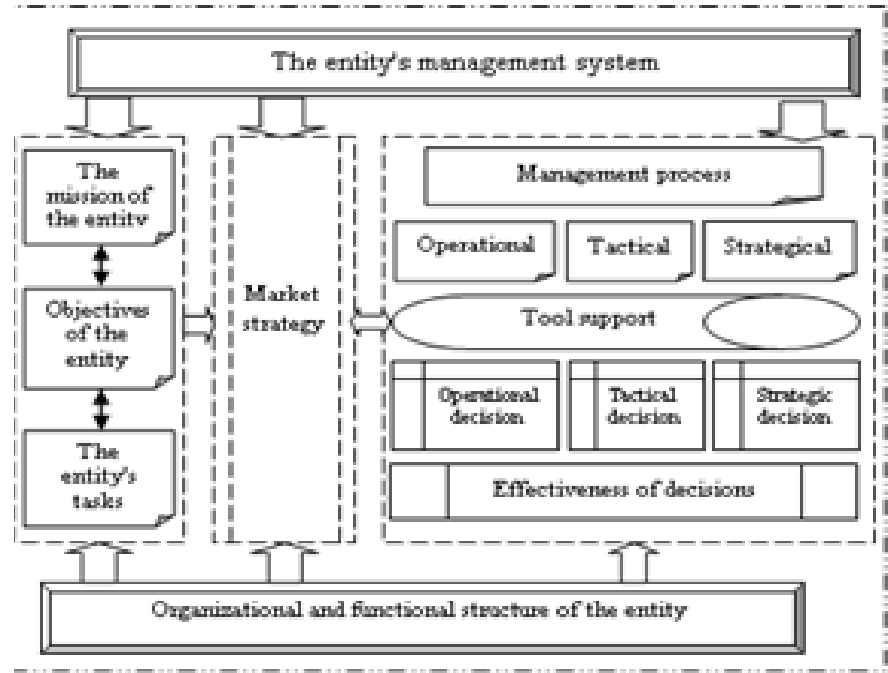 The entity's management system
The
mission of
the entity
Objectives
of the
entity
The
entity's
tasks
Market
strategy
Management process
Operational
Tactical
Strategical
Tool support
Operational
decision
Tactical
decision
Strategic
decision
Effectiveness of decisions
Organizational and functional structure of the entity